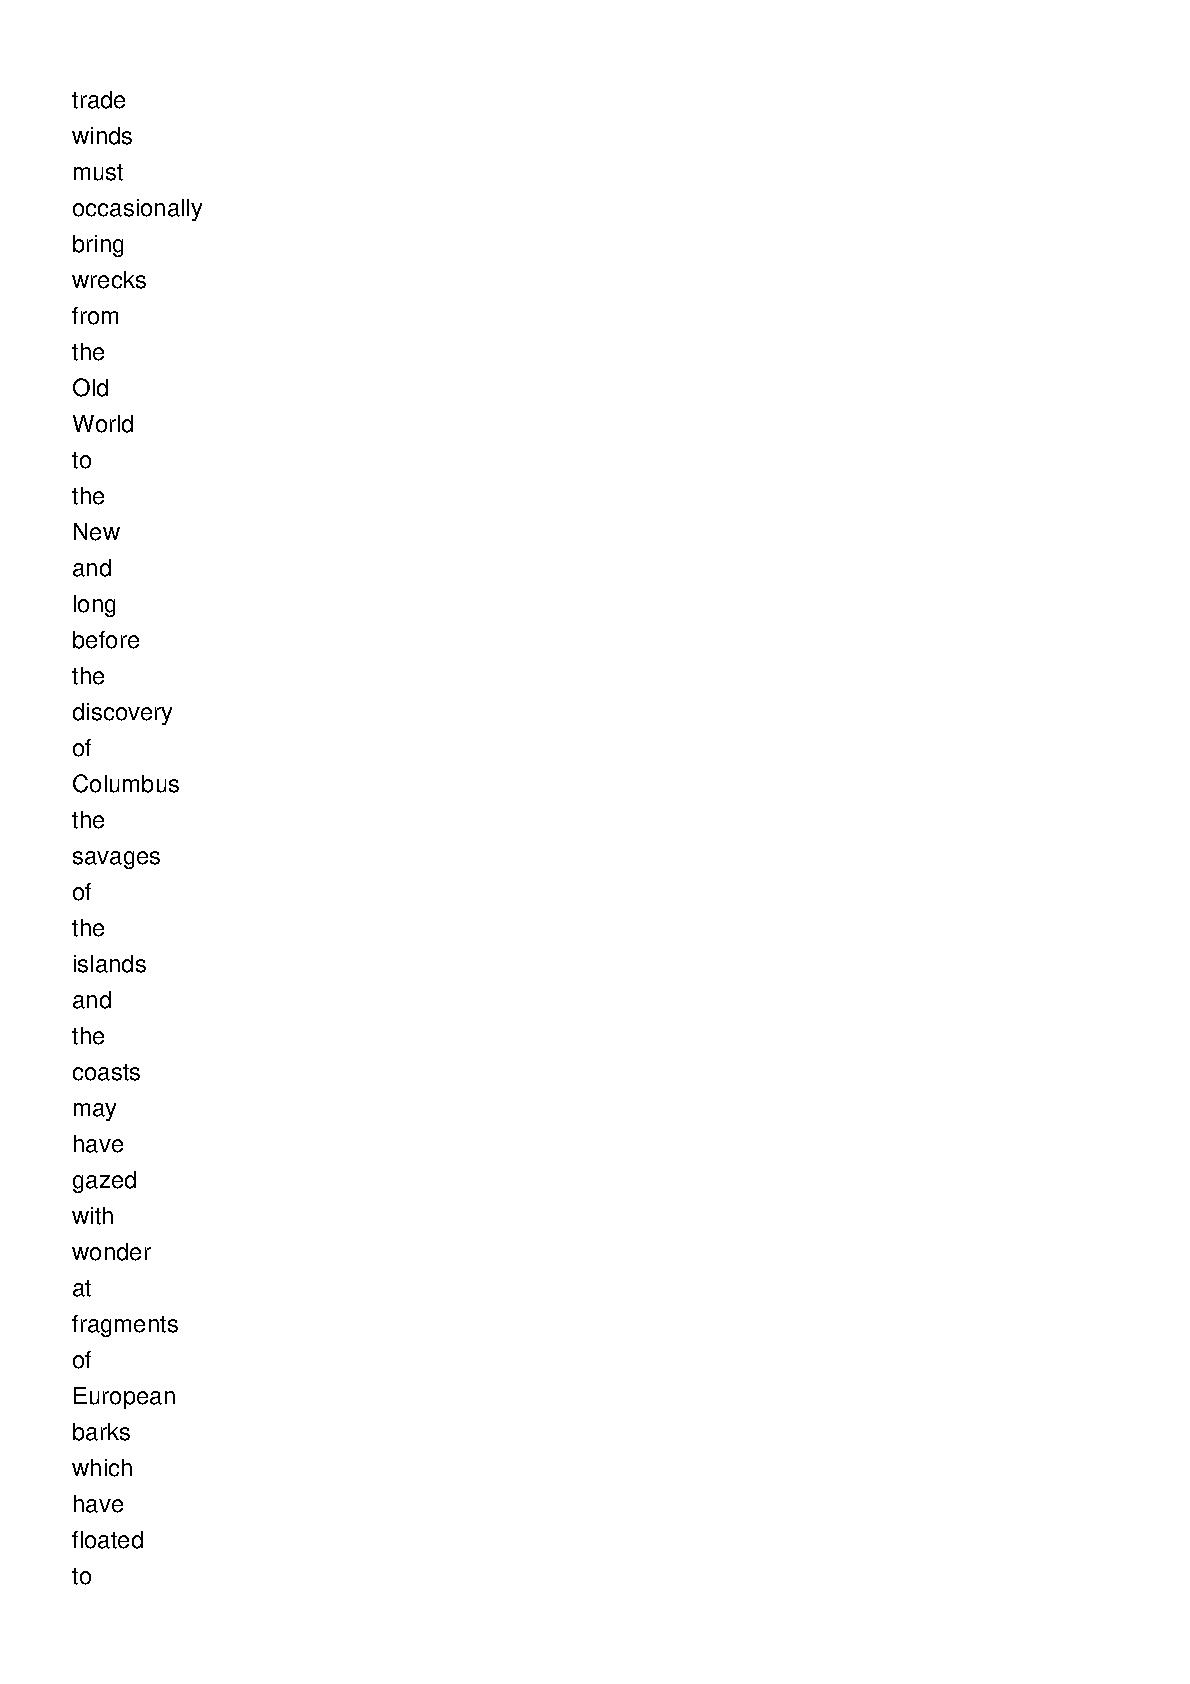 trade
winds
must
occasionally
bring
wrecks
from
the
Old
World
to
the
New
and
long
before
the
discovery
of
Columbus
the
savages
of
the
islands
and
the
coasts
may
have
gazed
with
wonder
at
fragments
of
European
barks
which
have
floated
to